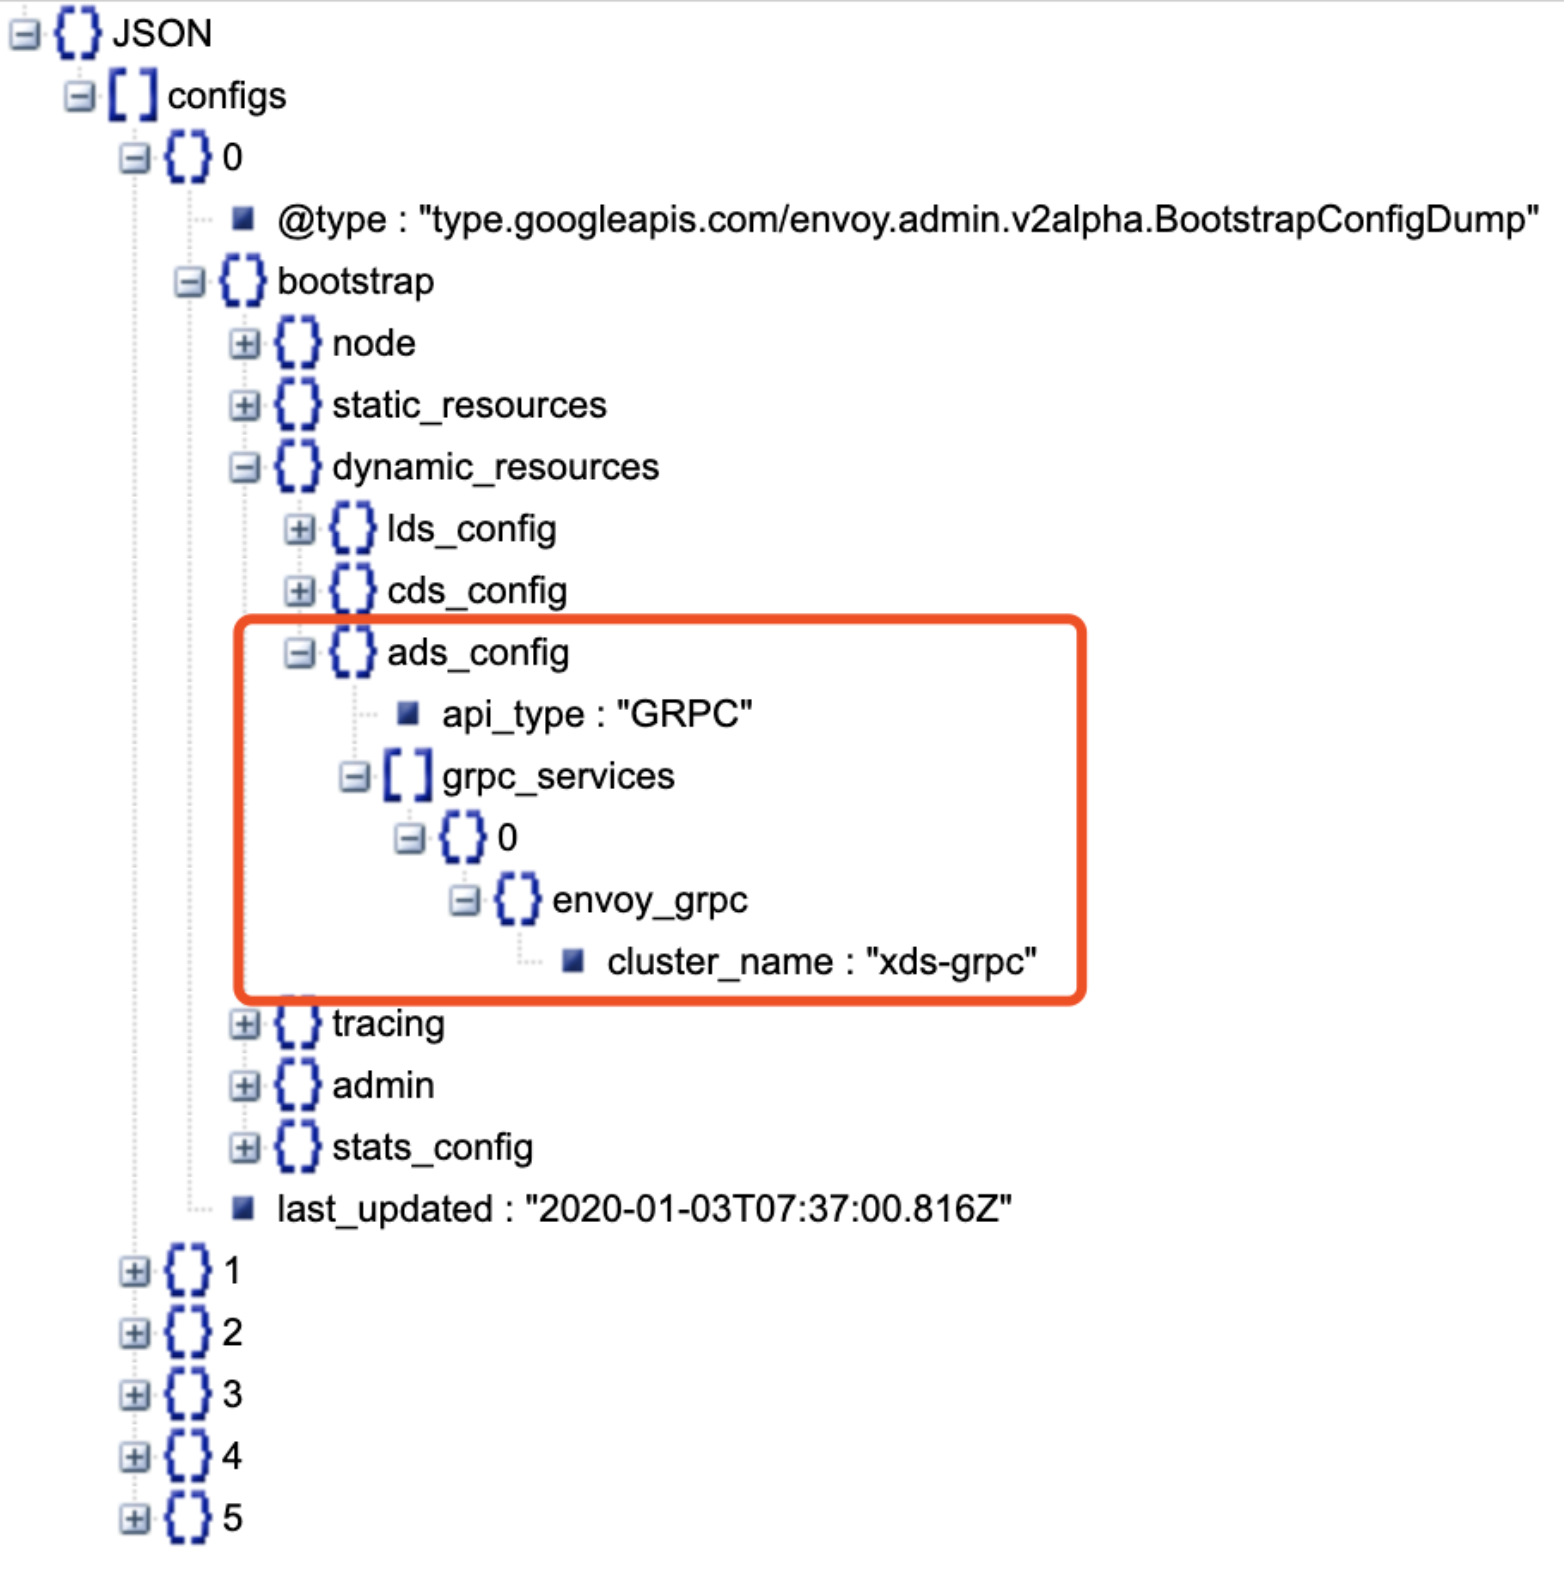 JSON
configs
0
@type : "type.googleapis.com/envoy.admin.v2alpha.BootstrapConfigDump"
bootstrap
node
static_resources
dynamic_resources
lds_config
cds_config
ads_config
api_type : "GRPC"
grpc_services
0
envoy_grpc
cluster_name : "xds-grpc"
tracing
admin
stats_config
last_updated : "2020-01-03T07:37:00.816Z"
1
2
3
4
5